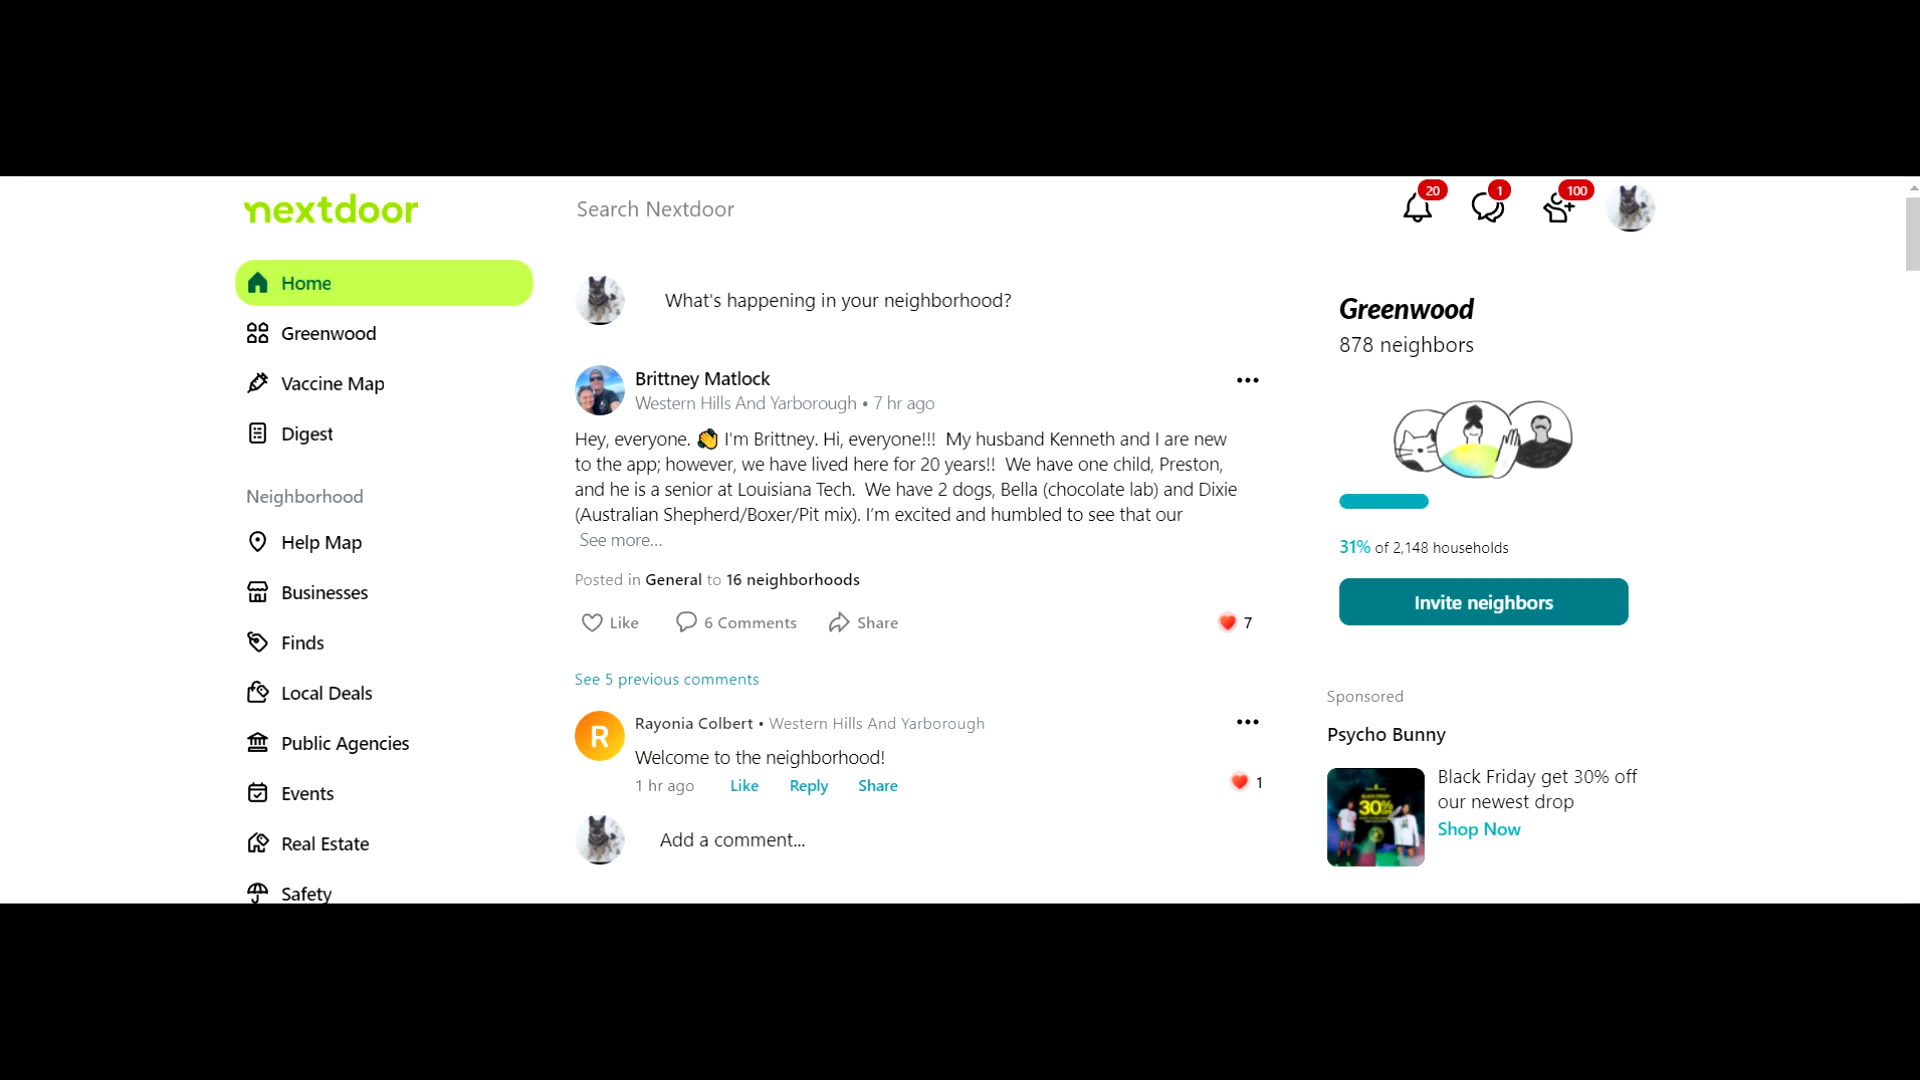 nextdoor
Search Nextdoor
20
1
100
Home
Greenwood
Vaccine Map
Digest
Neighborhood
Help Map
Businesses
Finds
Local Deals
Public Agencies
Events
Real Estate
Safety
What's happening in your neighborhood?
Brittney Matlock
Western Hills And Yarborough • 7 hr ago
Hey, everyone. 👏 I'm Brittney. Hi, everyone!!! My husband Kenneth and I are new
to the app; however, we have lived here for 20 years!! We have one child, Preston,
and he is a senior at Louisiana Tech. We have 2 dogs, Bella (chocolate lab) and Dixie
(Australian Shepherd/Boxer/Pit mix). I'm excited and humbled to see that our
See more...
Posted in General to 16 neighborhoods
Like 6 Comments Share 7
See 5 previous comments
R
Rayonia Colbert • Western Hills And Yarborough
Welcome to the neighborhood!
1 hr ago Like Reply Share 1
Add a comment...
Greenwood
878 neighbors
31% of 2,148 households
Invite neighbors
Sponsored
Psycho Bunny
30%
Black Friday get 30% off
our newest drop
Shop Now